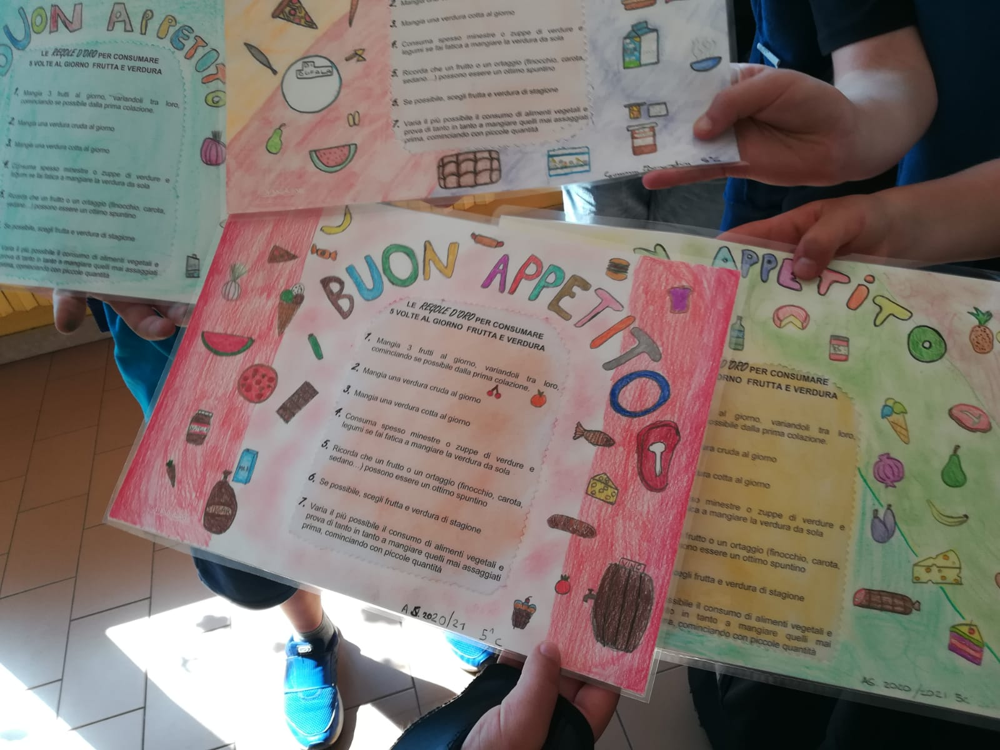 BUON APPETITO
LE REGOLE D'ORO PER CONSUMARE
5 VOLTE AL GIORNO FRUTTA E VERDURA
1. Mangia 3 frutti al giorno, variandoli tra loro,
cominciando se possibile dalla prima colazione.
2. Mangia una verdura cruda al giorno
3. Mangia una verdura cotta al giorno
4. Consuma spesso minestre o zuppe di verdure e
legumi se fai fatica a mangiare la verdura da sola
5. Ricorda che un frutto o un ortaggio (finocchio, carota,
sedano...) possono essere un ottimo spuntino
Se possibile, scegli frutta e verdura di stagione
Varia il più possibile il consumo di alimenti vegetali e
prova di tanto in tanto a mangiare quelli mai assaggiati
prima, cominciando con piccole quantità
DI
BUFALA
2. Mangia una
3. Mangia una verdura cotta al giorno
4. Consuma spesso minestre o zuppe di verdure e
legumi se fai fatica a mangiare la verdura da sola
5. Ricorda che un frutto o un ortaggio (finocchio, carota,
sedano...) possono essere un ottimo spuntino
6. Se possibile, scegli frutta e verdura di stagione
7. Varia il più possibile il consumo di alimenti vegetali e
prova di tanto in tanto a mangiare quelli mai assaggiati
prima, cominciando con piccole quantità
5°C
BUON APPETITO
LE REGOLE D'ORO PER CONSUMARE
5 VOLTE AL GIORNO FRUTTA E VERDURA
1. Mangia 3 frutti al giorno, variandoli tra loro,
cominciando se possibile dalla prima colazione.
2. Mangia una verdura cruda al giorno
3. Mangia una verdura cotta al giorno
4. Consuma spesso minestre o zuppe di verdure e
legumi se fai fatica a mangiare la verdura da sola
5. Ricorda che un frutto o un ortaggio (finocchio, carota,
sedano...) possono essere un ottimo spuntino
6. Se possibile, scegli frutta e verdura di stagione
7. Varia il più possibile il consumo di alimenti vegetali e
prova di tanto in tanto a mangiare quelli mai assaggiati
prima, cominciando con piccole quantità
NUTELLA
MILK
SUGAR
VINO
A.S. 2020/21
5^C
APPETITO
D'ORO PER CONSUMARE
GIORNO FRUTTA E VERDURA
al giorno, variandoli tra loro,
possibile dalla prima colazione.
cruda al giorno
cotta al giorno
minestre o zuppe di verdure e
a mangiare la verdura da sola
frutto o un ortaggio (finocchio, carota,
essere un ottimo spuntino
scegli frutta e verdura di stagione
possibile il consumo di alimenti vegetali e
in tanto a mangiare quelli mai
cominciando con piccole quantità
AS. 2020/2021 5C